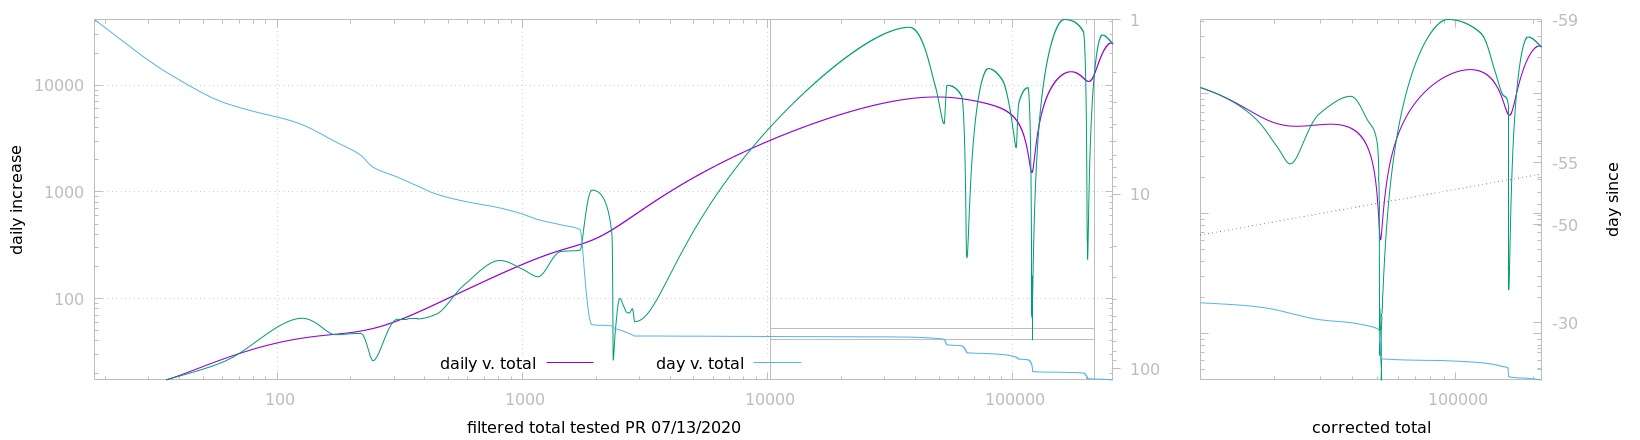 daily increase
10000
1000
100
100
1000
10000
100000
1
10
100
daily v. total
day v. total
filtered total tested PR 07/13/2020
-59
-55
-50
-30
day since
100000
corrected total